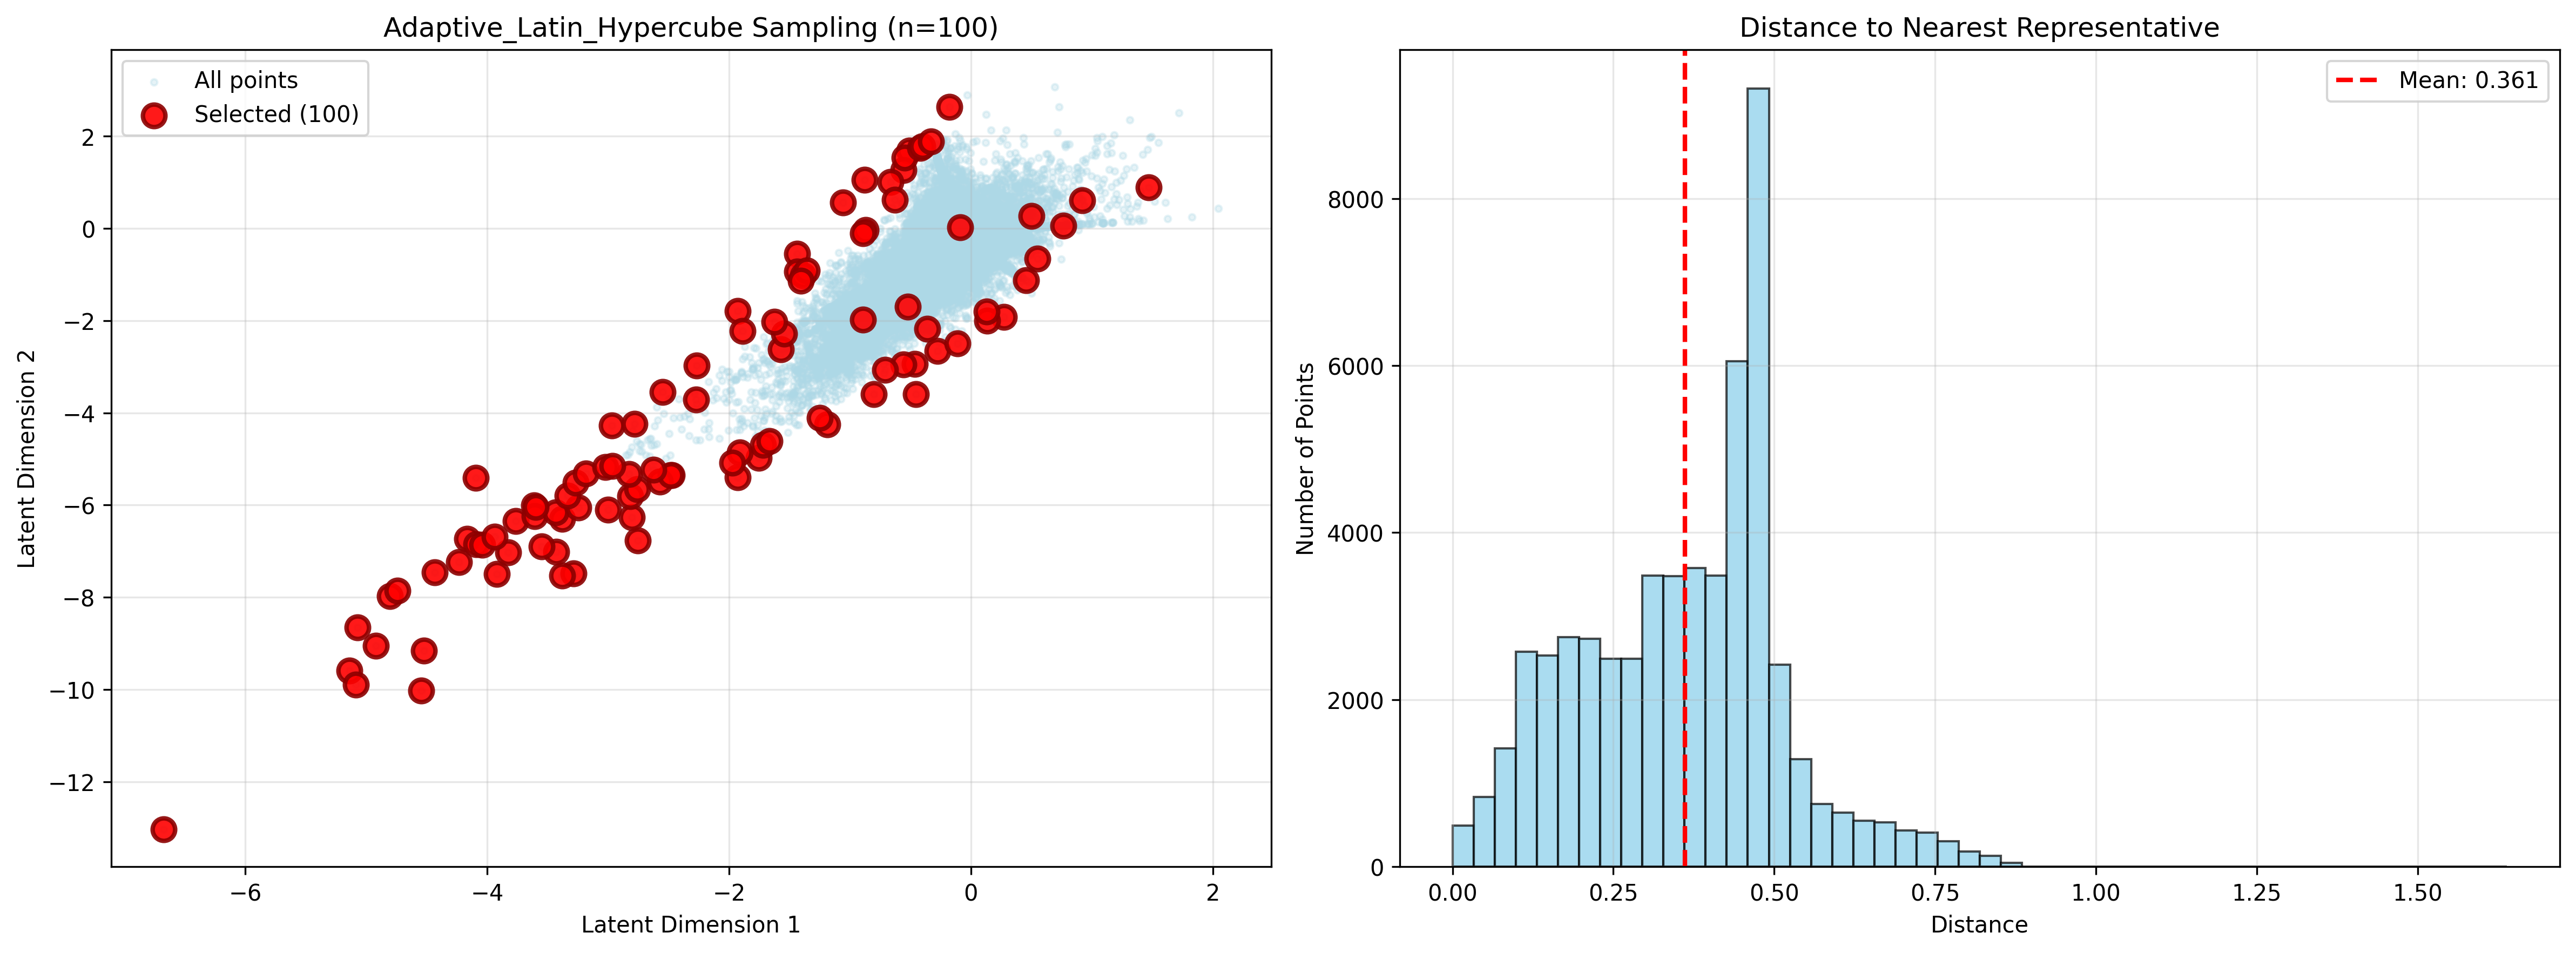 Adaptive_Latin_Hypercube Sampling (n=100)
All points
Selected (100)
Latent Dimension 2
2
0
−2
−4
−6
−8
−10
−12
−6
−4
−2
0
2
Latent Dimension 1
Distance to Nearest Representative
Mean: 0.361
Number of Points
8000
6000
4000
2000
0
0.00
0.25
0.50
0.75
1.00
1.25
1.50
Distance